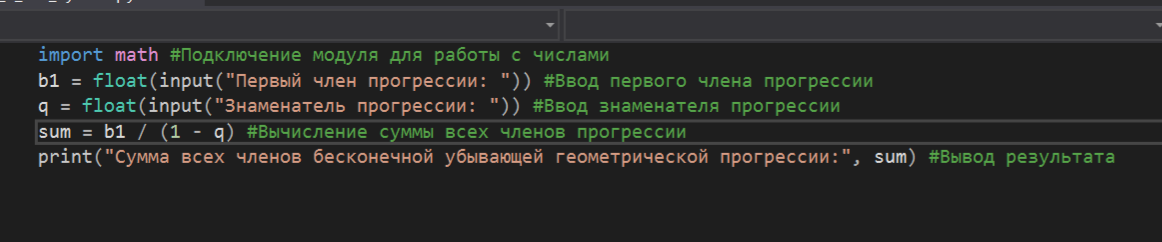 import math #Подключение модуля для работы с числами
b1 = float(input("Первый член прогрессии: ")) #Ввод первого члена прогрессии
q = float(input("Знаменатель прогрессии: ")) #Ввод знаменателя прогрессии
sum = b1 / (1 - q) #Вычисление суммы всех членов прогрессии
print("Сумма всех членов бесконечной убывающей геометрической прогрессии:", sum) #Вывод результата